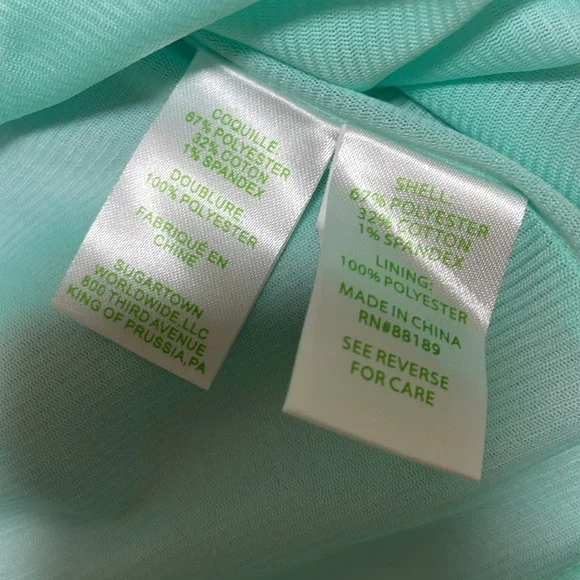 COQUILLE:
67% POLYESTER
32% COTON
1% SPANDEX
DOUBLURE:
100% POLYESTER
FABRIQUÉ EN
CHINE
SUGARTOWN
WORLDWIDE, LLC
800 THIRD AVENUE
KING OF PRUSSIA, PA
SHELL:
67% POLYESTER
32% COTTON
1% SPANDEX
LINING:
100% POLYESTER
MADE IN CHINA
RN#88189
SEE REVERSE
FOR CARE